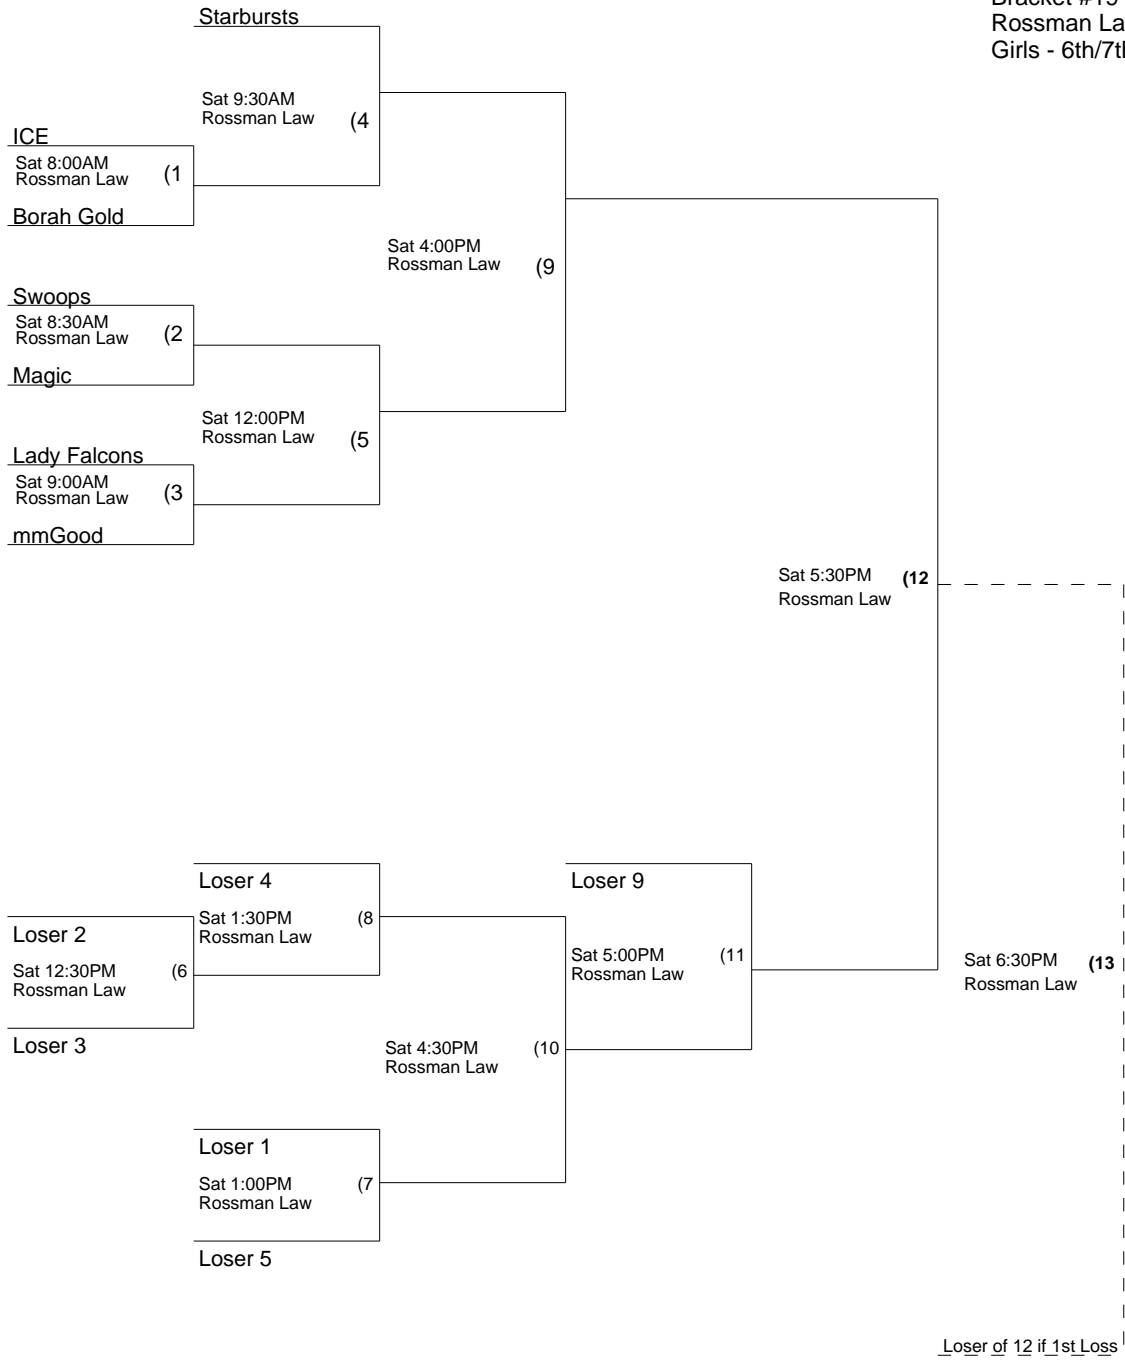 Bracket #19
Rossman La
Girls - 6th/7th
Starbursts
Sat 9:30AM
Rossman Law
(4
ICE
Sat 8:00AM
Rossman Law
(1
Borah Gold
Sat 4:00PM
Rossman Law
(9
Swoops
Sat 8:30AM
Rossman Law
(2
Magic
Sat 12:00PM
Rossman Law
(5
Lady Falcons
Sat 9:00AM
Rossman Law
(3
mmGood
Sat 5:30PM
Rossman Law
(12
Loser 4
Sat 1:30PM
Rossman Law
(8
Loser 9
Loser 2
Sat 12:30PM
Rossman Law
(6
Loser 3
Sat 5:00PM
Rossman Law
(11
Sat 6:30PM
Rossman Law
(13
Sat 4:30PM
Rossman Law
(10
Loser 1
Sat 1:00PM
Rossman Law
(7
Loser 5
Loser of 12 if 1st Loss